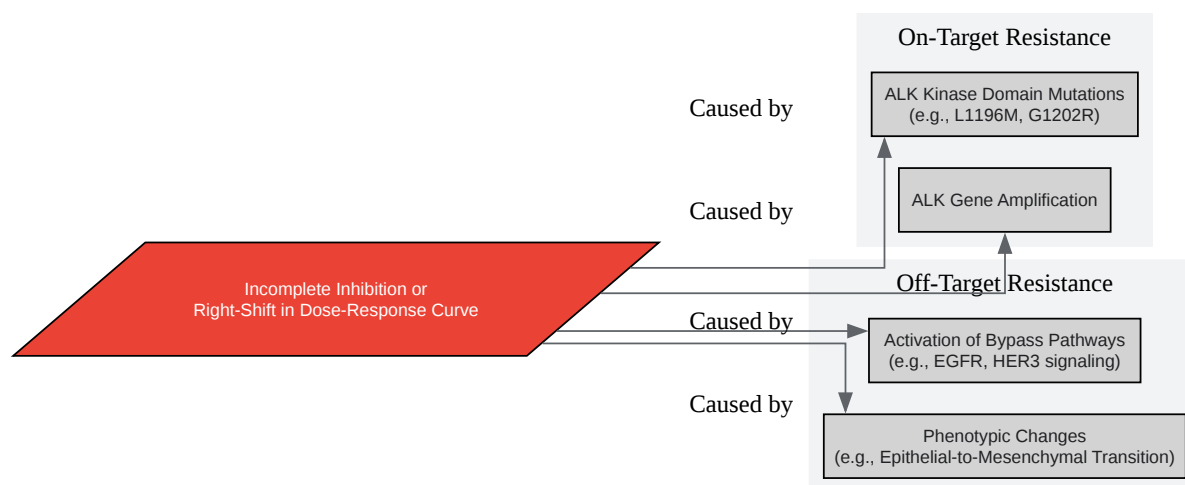 On-Target Resistance
ALK Kinase Domain Mutations
(e.g., L1196M, G1202R)
Caused by
ALK Gene Amplification
Caused by
Incomplete Inhibition or
Right-Shift in Dose-Response Curve
Off-Target Resistance
Caused by
Activation of Bypass Pathways
(e.g., EGFR, HER3 signaling)
Caused by
Phenotypic Changes
(e.g., Epithelial-to-Mesenchymal Transition)